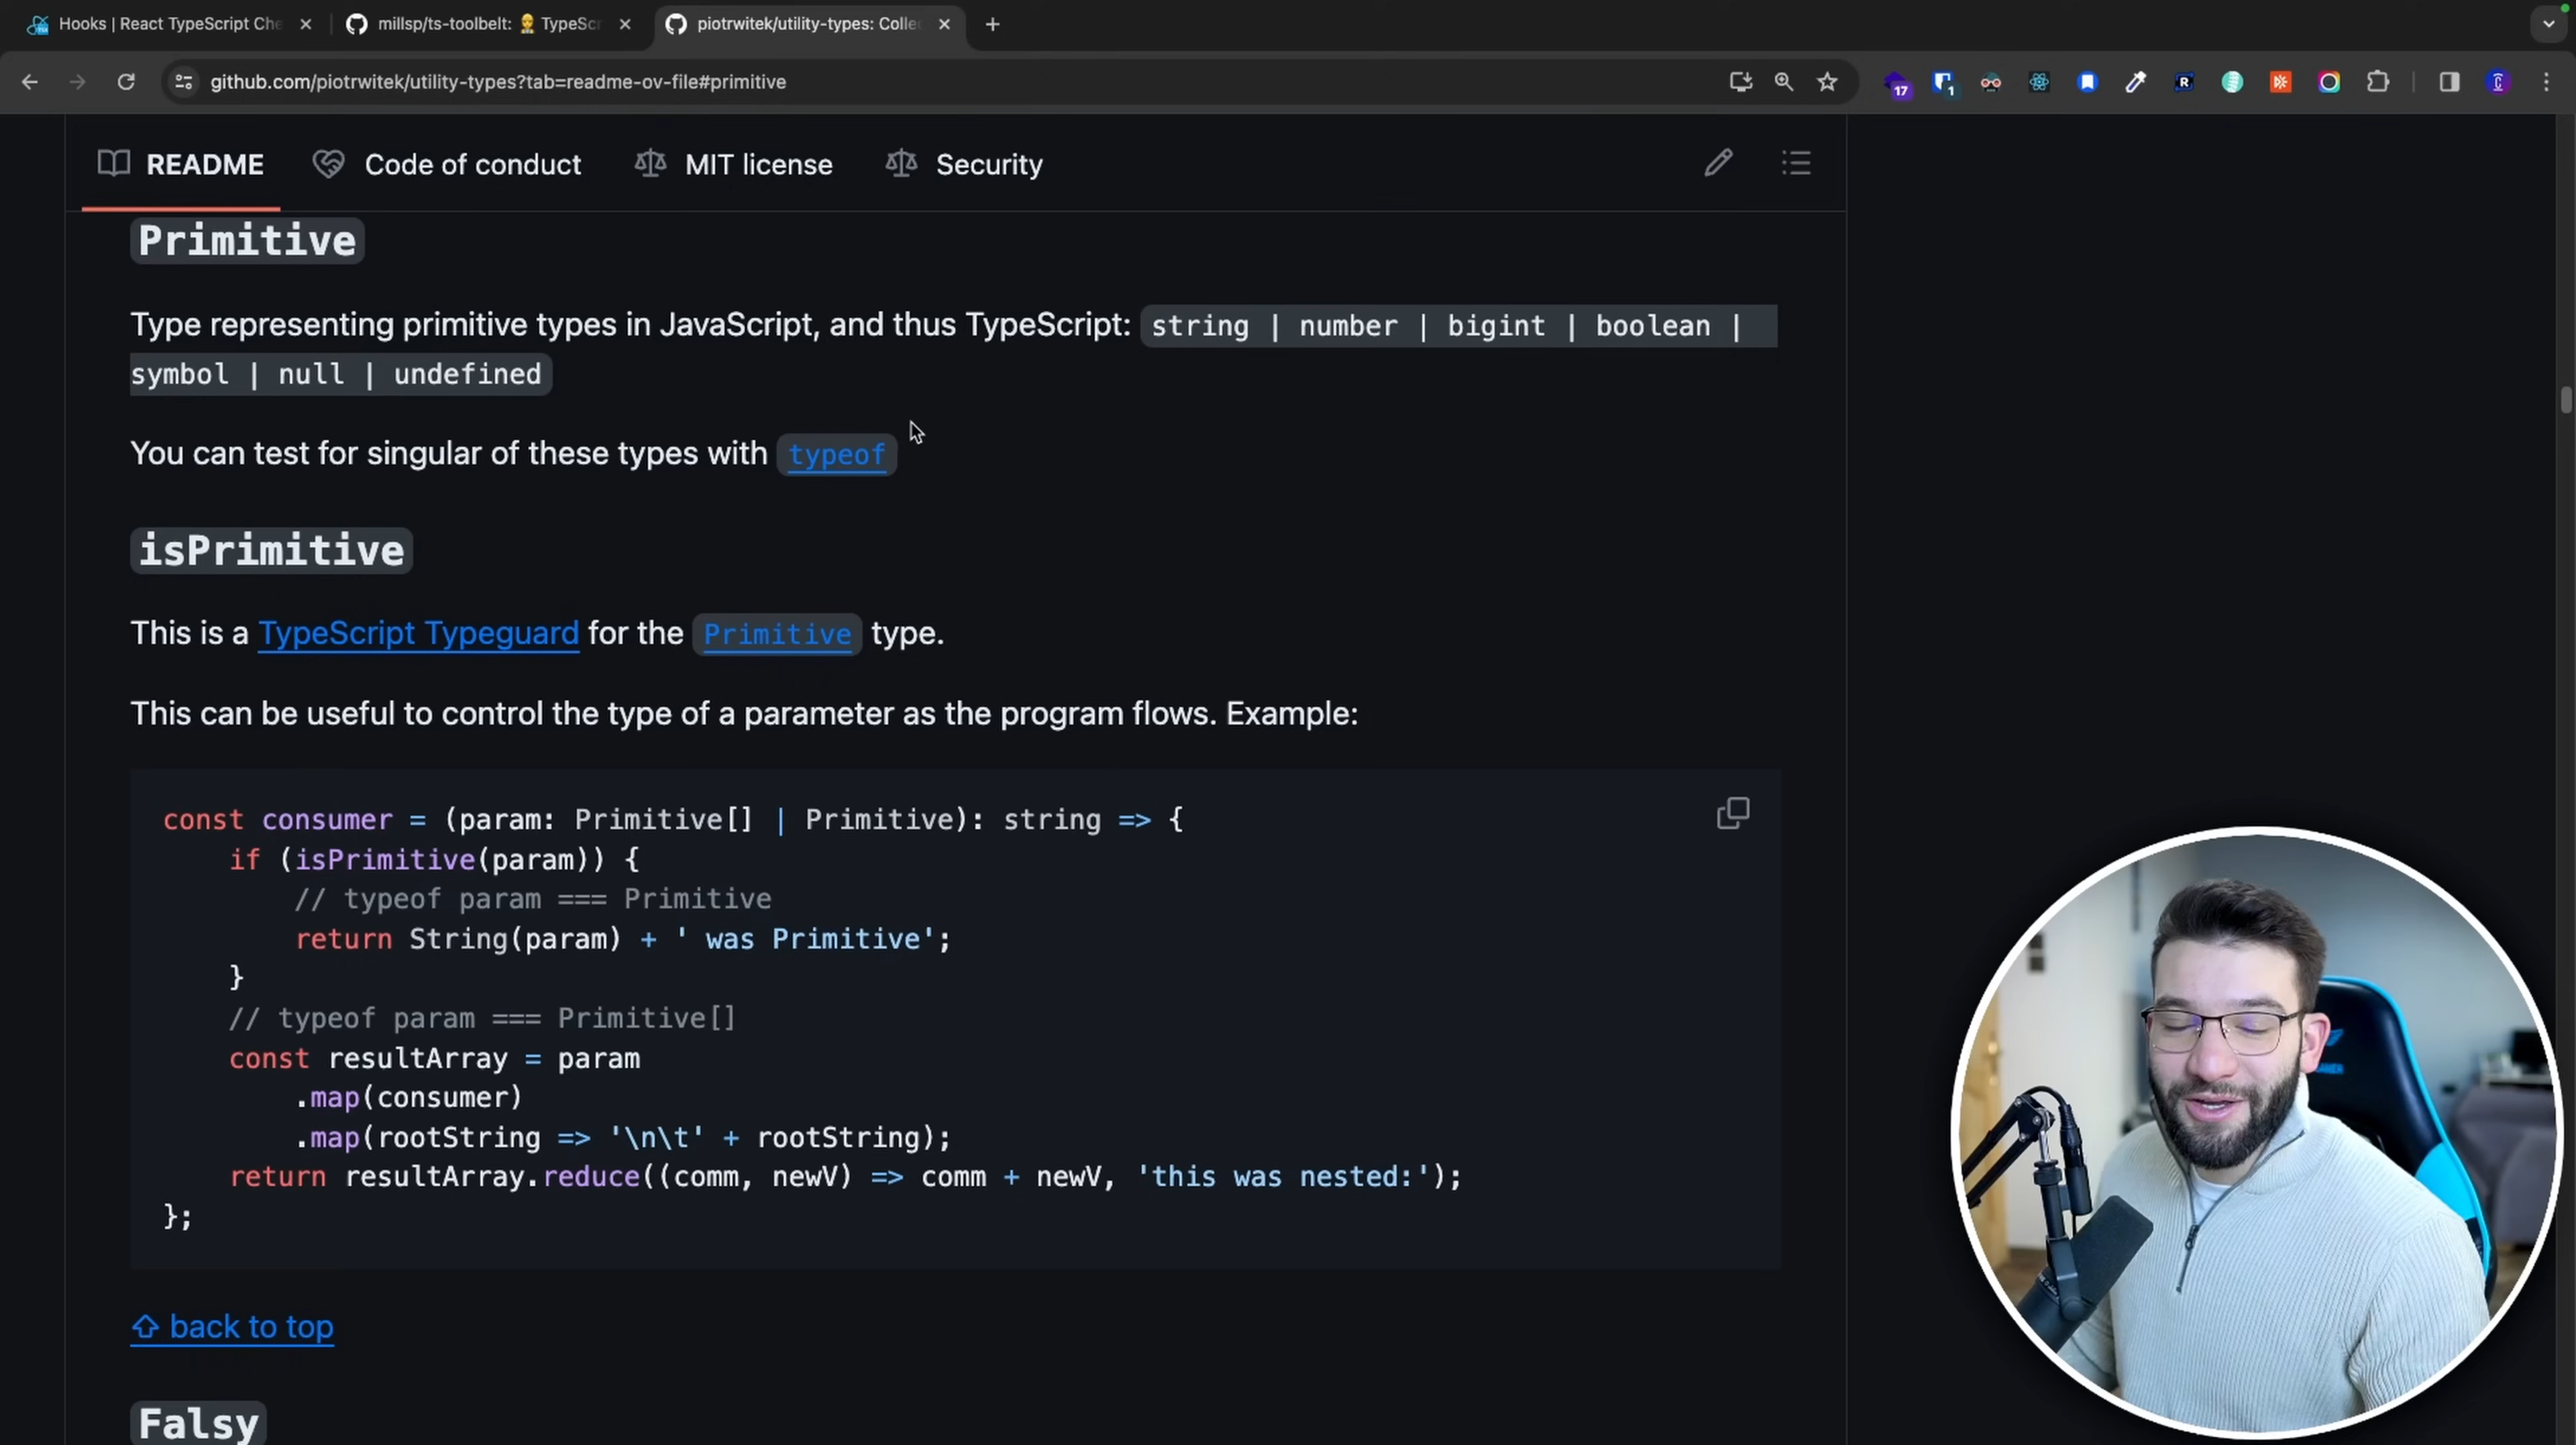 Hooks | React TypeScript Che
millsp/ts-toolbelt: 👷 TypeScr
piotrwitek/utility-types: Colle
github.com/piotrwitek/utility-types?tab=readme-ov-file#primitive
17
1
README
Code of conduct
MIT license
Security
Primitive
Type representing primitive types in JavaScript, and thus TypeScript: string | number | bigint | boolean |
symbol | null | undefined
You can test for singular of these types with typeof
isPrimitive
This is a TypeScript Typeguard for the Primitive type.
This can be useful to control the type of a parameter as the program flows. Example:
const consumer = (param: Primitive[] | Primitive): string => {
if (isPrimitive(param)) {
// typeof param === Primitive
return String(param) + ' was Primitive';
}
// typeof param === Primitive[]
const resultArray = param
.map(consumer)
.map(rootString => '\n\t' + rootString);
return resultArray.reduce((comm, newV) => comm + newV, 'this was nested:');
};
back to top
Falsy